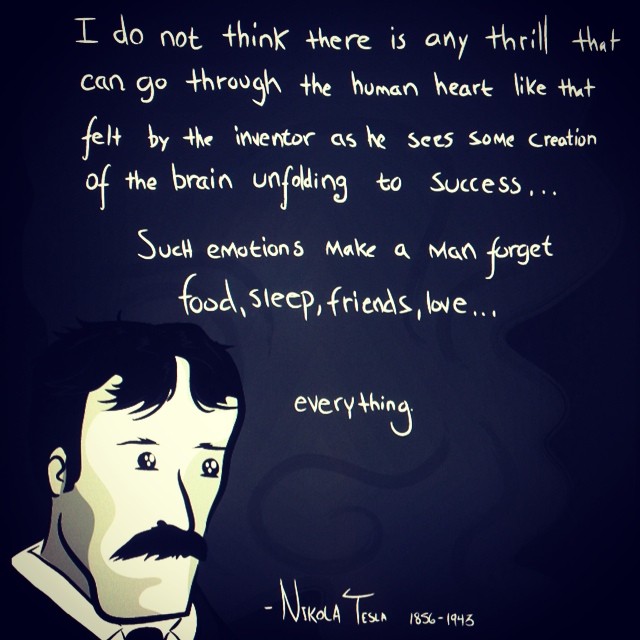 I do not think there is any thrill that
can go through the human heart like that
felt by the inventor as he sees some creation
of the brain unfolding to success...
Such emotions make a man forget
food, sleep, friends, love...
everything.
- Nikola Tesla 1856-1943